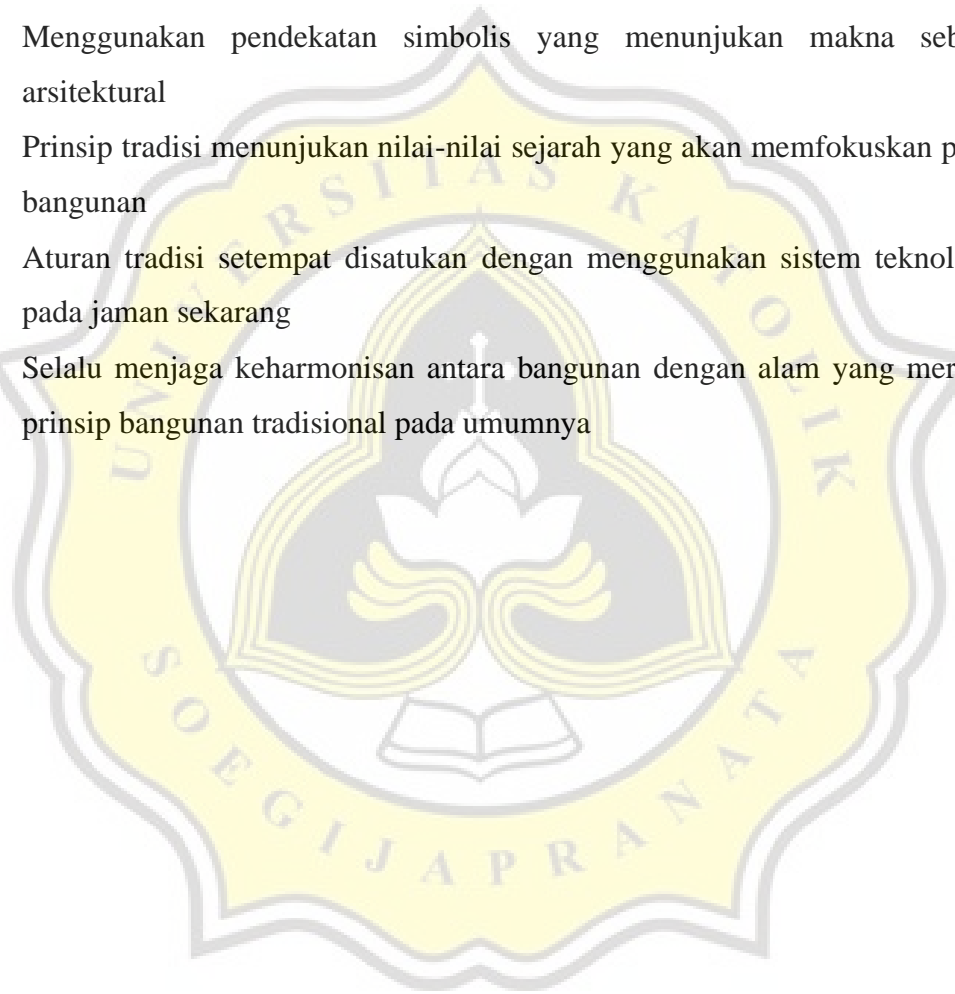 Menggunakan pendekatan simbolis yang menunjukan makna seb
arsitektural
Prinsip tradisi menunjukan nilai-nilai sejarah yang akan memfokuskan p
bangunan
Aturan tradisi setempat disatukan dengan menggunakan sistem teknol
pada jaman sekarang
Selalu menjaga keharmonisan antara bangunan dengan alam yang mer
prinsip bangunan tradisional pada umumnya
UNIVERSITAS KATOLIK
SOEGIJAPRANATA